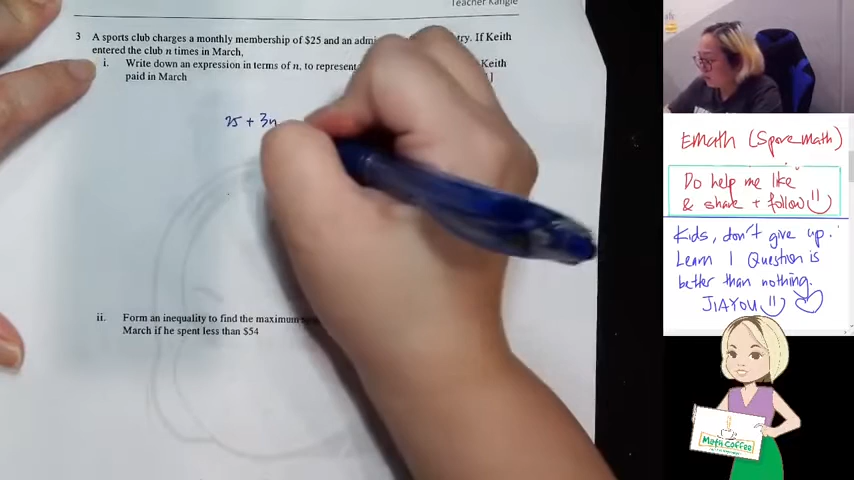 Teacher Kangie
3 A sports club charges a monthly membership of $25 and an try. If Keith
entered the club n times in March,
i. Write down an expression in terms of n, to represent Keith
paid in March
25 + 3n
ii. Form an inequality to find the maximum
March if he spent less than $54
EMath (Spore math)
Do help me like
& share + follow
Kids, don't give up.
Learn 1 Question is
better than nothing.
JIAYOU
Math Coffee